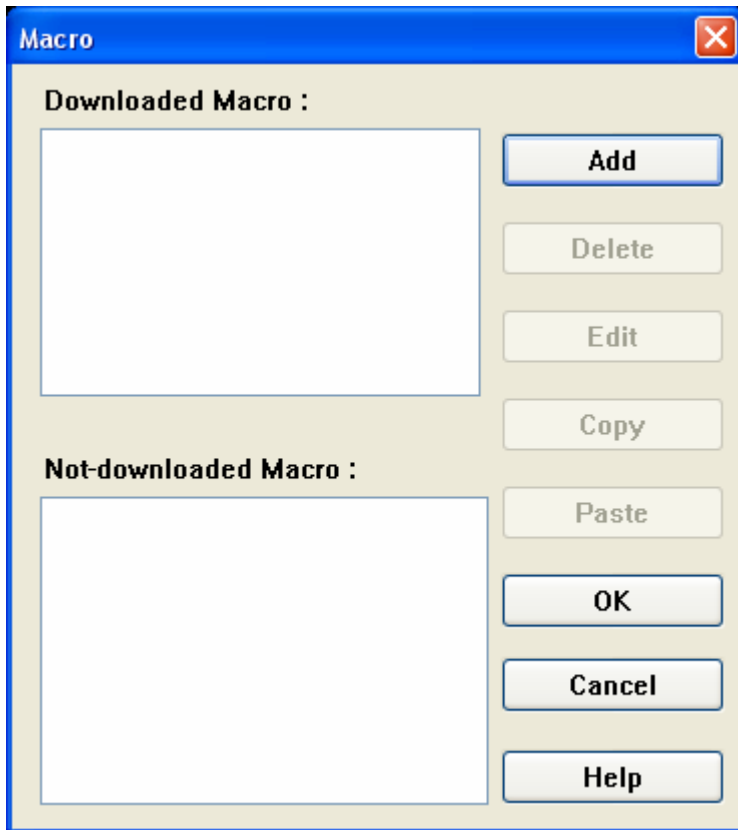 Macro
Downloaded Macro :
Add
Delete
Edit
Copy
Not-downloaded Macro :
Paste
OK
Cancel
Help